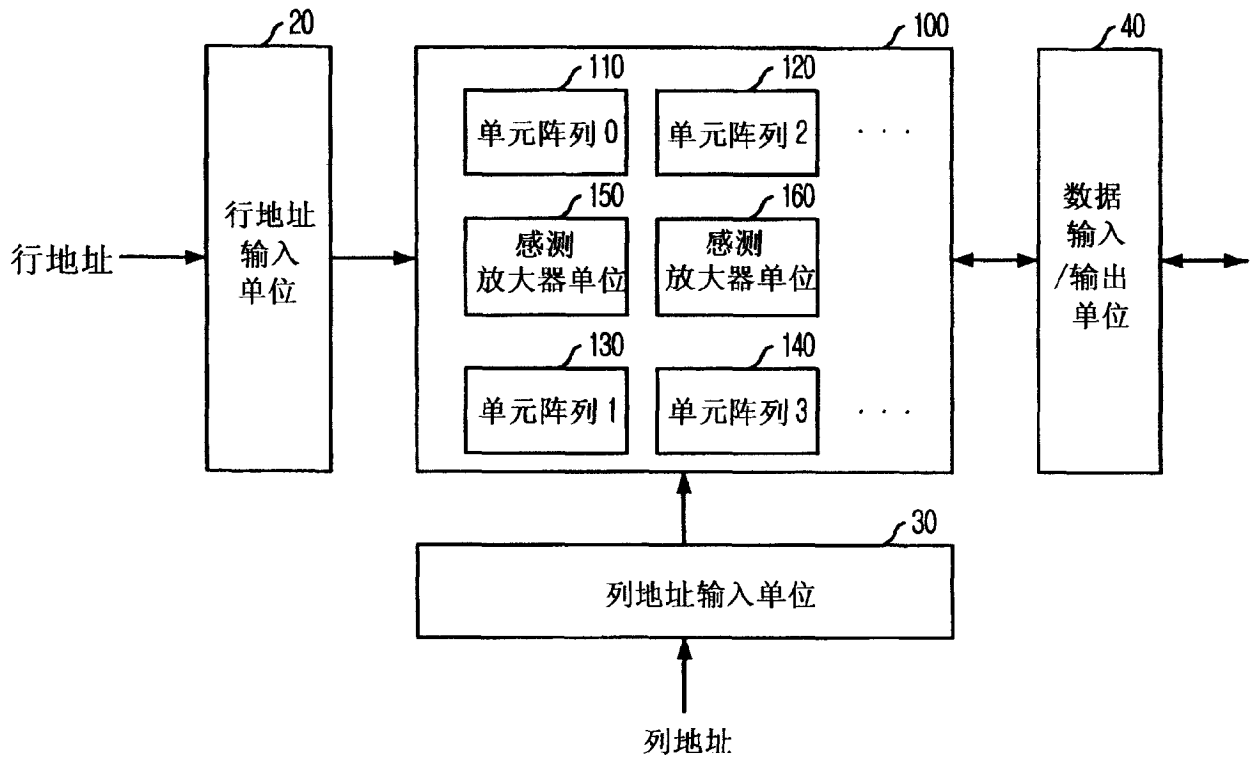 20
100
40
110
120
单元阵列0
单元阵列2
· · ·
150
160
行地址
行地址
输入
单位
感测
放大器单位
感测
放大器单位
数据
输入
/输出
单位
130
140
单元阵列1
单元阵列3
· · ·
30
列地址输入单位
列地址